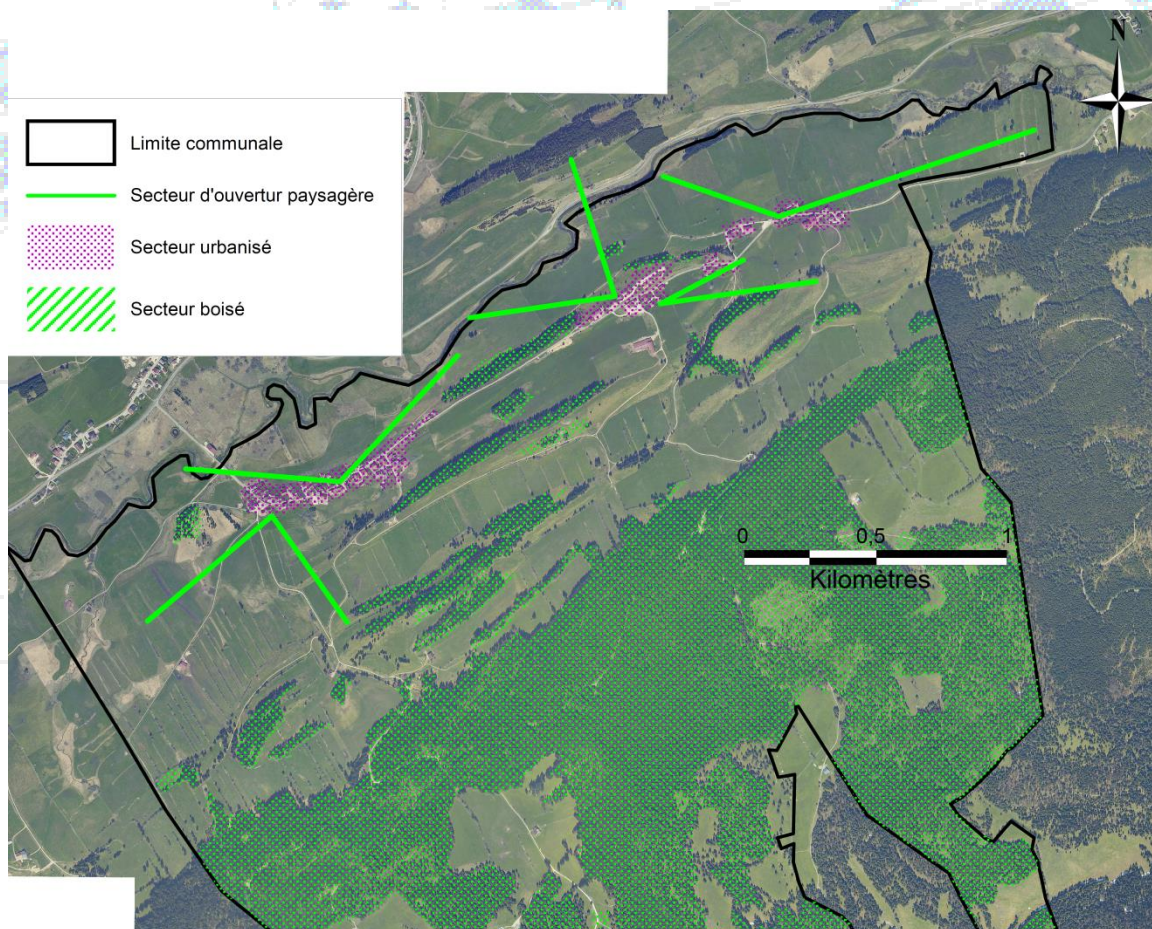 N
Limite communale
Secteur d'ouvertur paysagère
Secteur urbanisé
Secteur boisé
0 0,5 1
Kilomètres